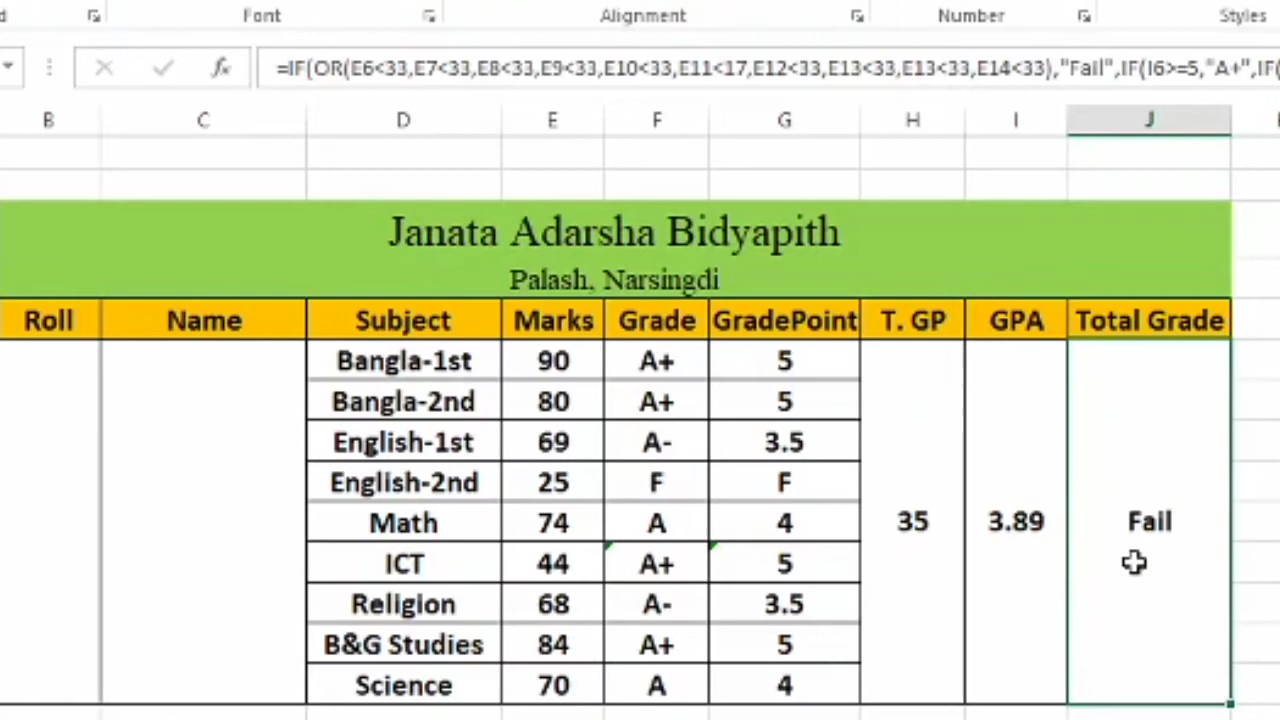 Font Alignment Number Styles
fx =IF(OR(E6<33,E7<33,E8<33,E9<33,E10<33,E11<17,E12<33,E13<33,E13<33,E14<33),"Fail",IF(I6>=5,"A+",IF(
B C D E F G H I J
Janata Adarsha Bidyapith
Palash, Narsingdi
Roll Name Subject Marks Grade GradePoint T. GP GPA Total Grade
Bangla-1st 90 A+ 5
Bangla-2nd 80 A+ 5
English-1st 69 A- 3.5
English-2nd 25 F F
Math 74 A 4 35 3.89 Fail
ICT 44 A+ 5
Religion 68 A- 3.5
B&G Studies 84 A+ 5
Science 70 A 4